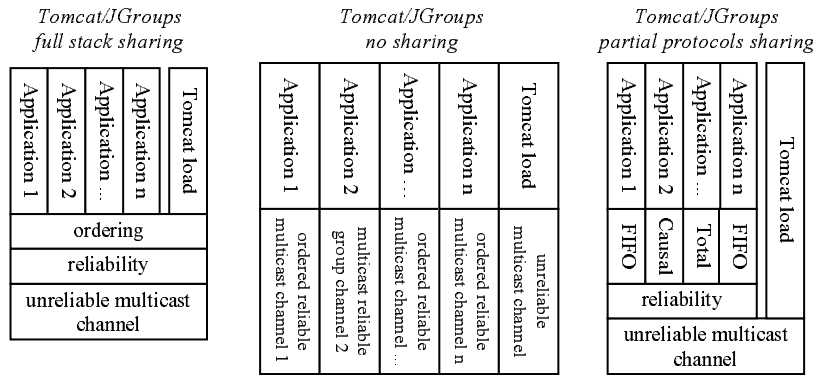 Tomcat/JGroups
full stack sharing
Application 1
Application 2
Application ...
Application n
Tomcat load
ordering
reliability
unreliable multicast
channel
Tomcat/JGroups
no sharing
Application 1
Application 2
Application ...
Application n
Tomcat load
ordered reliable
multicast channel 1
multicast reliable
group channel 2
ordered reliable
multicast channel ...
ordered reliable
multicast channel n
unreliable
multicast channel
Tomcat/JGroups
partial protocols sharing
Application 1
Application 2
Application ...
Application n
Tomcat load
FIFO
Causal
Total
FIFO
reliability
unreliable multicast
channel